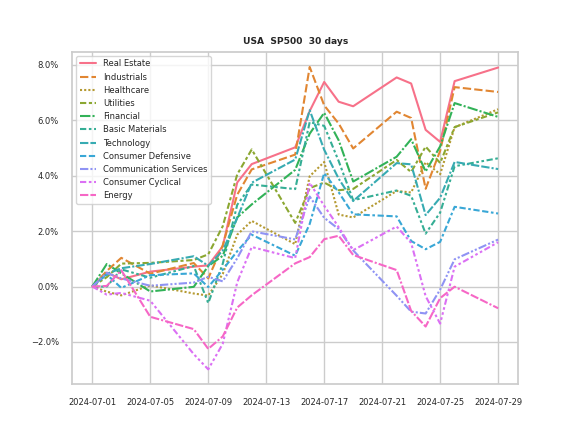 USA SP500 30 days
8.0%
6.0%
4.0%
2.0%
0.0%
−2.0%
Real Estate
Industrials
Healthcare
Utilities
Financial
Basic Materials
Technology
Consumer Defensive
Communication Services
Consumer Cyclical
Energy
2024-07-01 2024-07-05 2024-07-09 2024-07-13 2024-07-17 2024-07-21 2024-07-25 2024-07-29